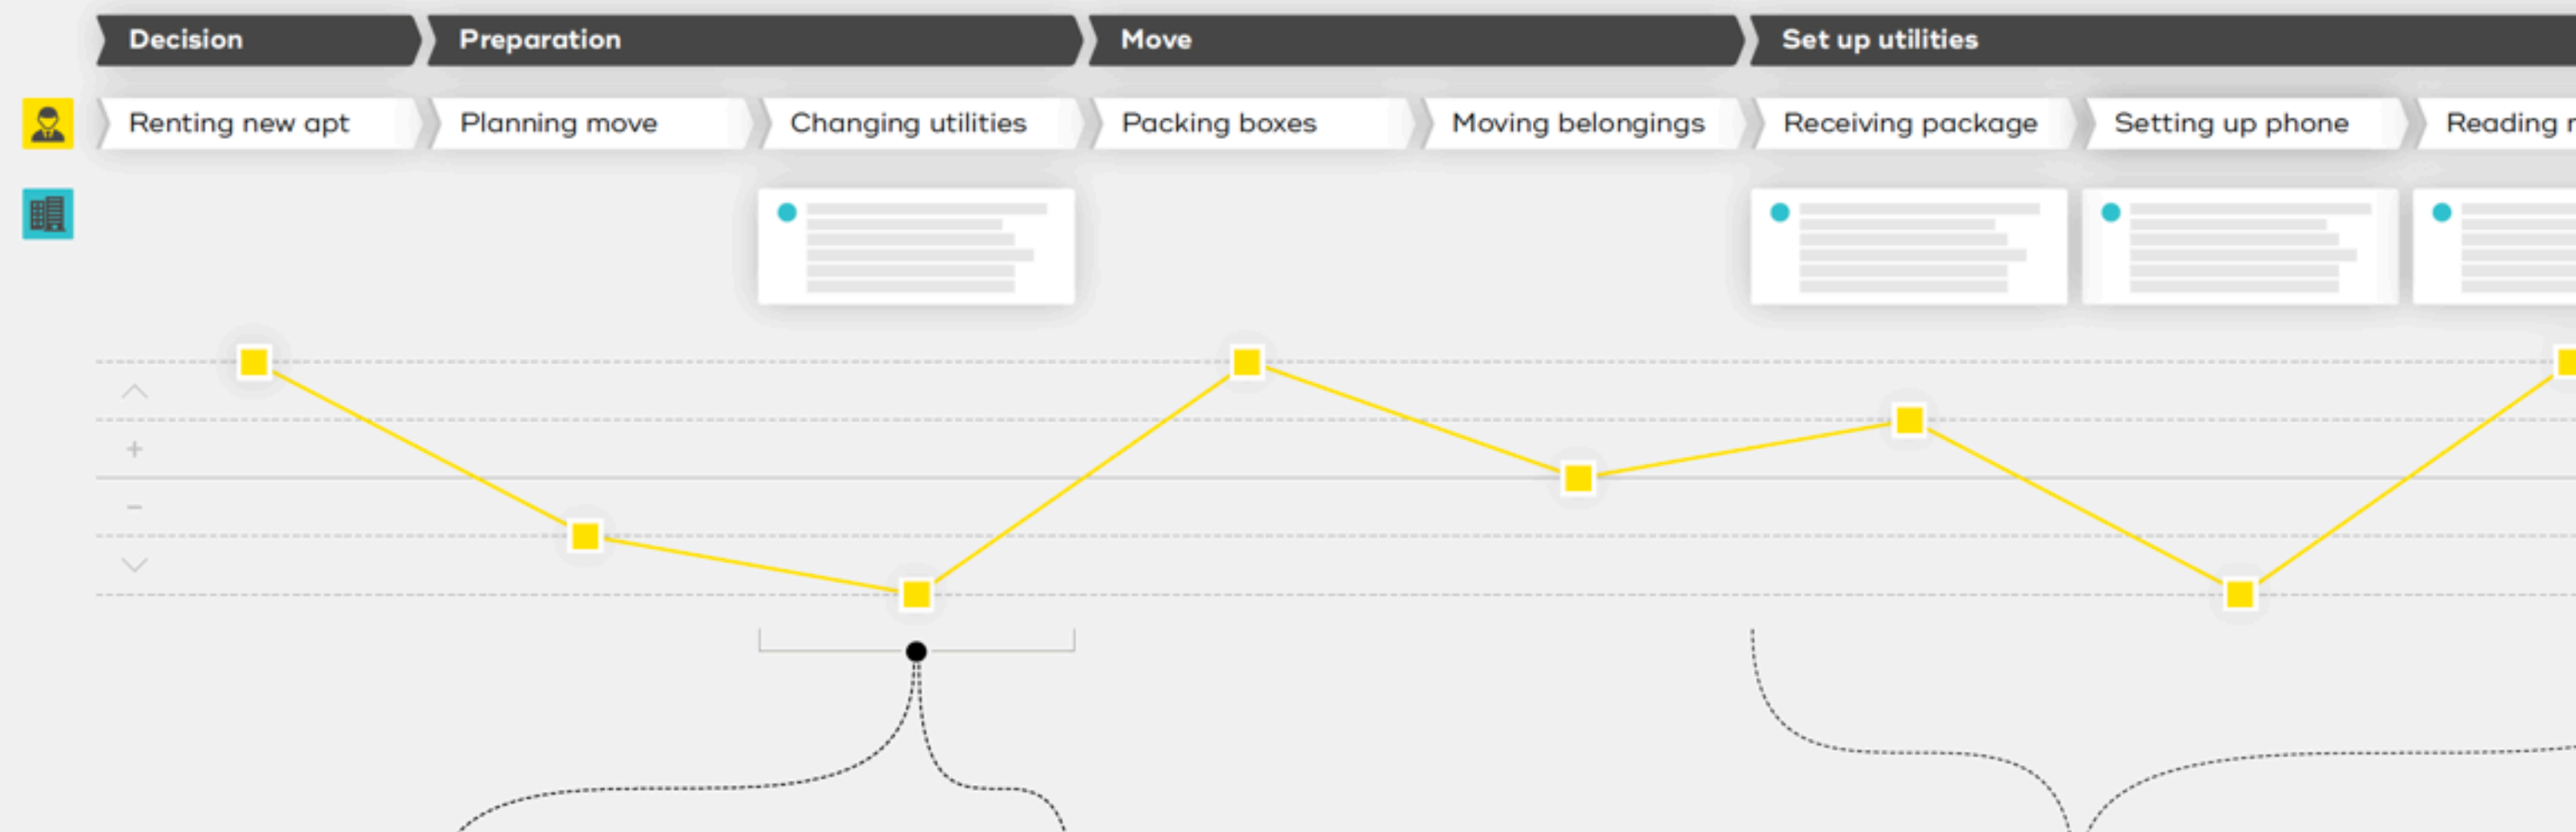 Decision
Preparation
Move
Set up utilities
Renting new apt
Planning move
Changing utilities
Packing boxes
Moving belongings
Receiving package
Setting up phone
Reading
+
−